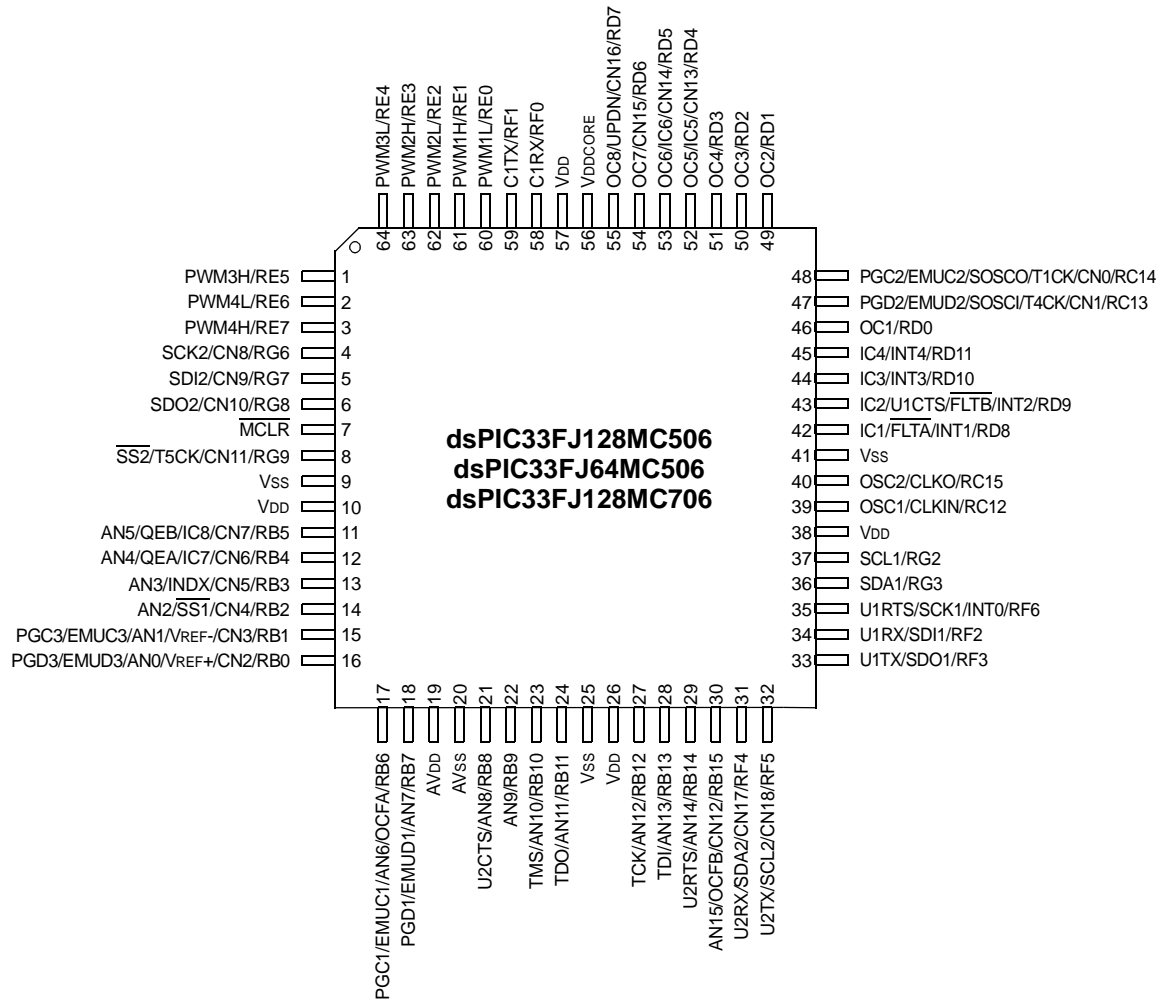 PWM3L/RE4
PWM2H/RE3
PWM2L/RE2
PWM1H/RE1
PWM1L/RE0
C1TX/RF1
C1RX/RF0
VDD
VDDCORE
OC8/UPDN/CN16/RD7
OC7/CN15/RD6
OC6/IC6/CN14/RD5
OC5/IC5/CN13/RD4
OC4/RD3
OC3/RD2
OC2/RD1
64
63
62
61
60
59
58
57
56
55
54
53
52
51
50
49
PWM3H/RE5 1
PWM4L/RE6 2
PWM4H/RE7 3
SCK2/CN8/RG6 4
SDI2/CN9/RG7 5
SDO2/CN10/RG8 6
MCLR 7
SS2/T5CK/CN11/RG9 8
VSS 9
VDD 10
AN5/QEB/IC8/CN7/RB5 11
AN4/QEA/IC7/CN6/RB4 12
AN3/INDX/CN5/RB3 13
AN2/SS1/CN4/RB2 14
PGC3/EMUC3/AN1/VREF-/CN3/RB1 15
PGD3/EMUD3/AN0/VREF+/CN2/RB0 16
dsPIC33FJ128MC506
dsPIC33FJ64MC506
dsPIC33FJ128MC706
48 PGC2/EMUC2/SOSCO/T1CK/CN0/RC14
47 PGD2/EMUD2/SOSCI/T4CK/CN1/RC13
46 OC1/RD0
45 IC4/INT4/RD11
44 IC3/INT3/RD10
43 IC2/U1CTS/FLTB/INT2/RD9
42 IC1/FLTA/INT1/RD8
41 VSS
40 OSC2/CLKO/RC15
39 OSC1/CLKIN/RC12
38 VDD
37 SCL1/RG2
36 SDA1/RG3
35 U1RTS/SCK1/INT0/RF6
34 U1RX/SDI1/RF2
33 U1TX/SDO1/RF3
17
18
19
20
21
22
23
24
25
26
27
28
29
30
31
32
PGC1/EMUC1/AN6/OCFA/RB6
PGD1/EMUD1/AN7/RB7
AVDD
AVSS
U2CTS/AN8/RB8
AN9/RB9
TMS/AN10/RB10
TDO/AN11/RB11
VSS
VDD
TCK/AN12/RB12
TDI/AN13/RB13
U2RTS/AN14/RB14
AN15/OCFB/CN12/RB15
U2RX/SDA2/CN17/RF4
U2TX/SCL2/CN18/RF5